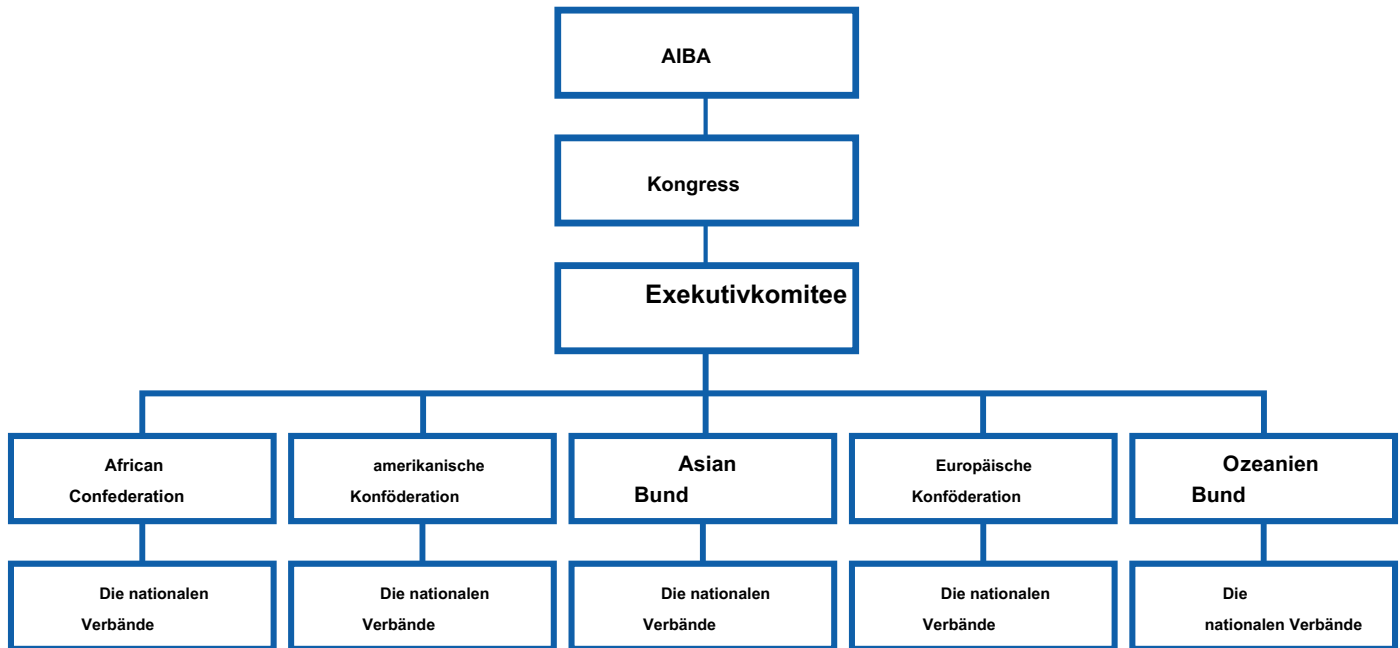 AIBA
Kongress
Exekutivkomitee
African
Confederation
amerikanische
Konföderation
Asian
Bund
Europäische
Konföderation
Ozeanien
Bund
Die nationalen
Verbände
Die nationalen
Verbände
Die nationalen
Verbände
Die nationalen
Verbände
Die
nationalen Verbände